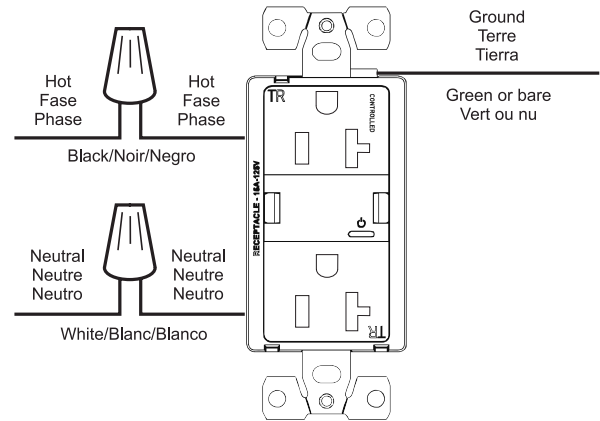 Ground
Terre
Tierra
Green or bare
Vert ou nu
Hot
Fase
Phase
Hot
Fase
Phase
Black/Noir/Negro
TR
CONTROLLED
RECEPTACLE - 15A-125V
Neutral
Neutre
Neutro
Neutral
Neutre
Neutro
White/Blanc/Blanco
TR